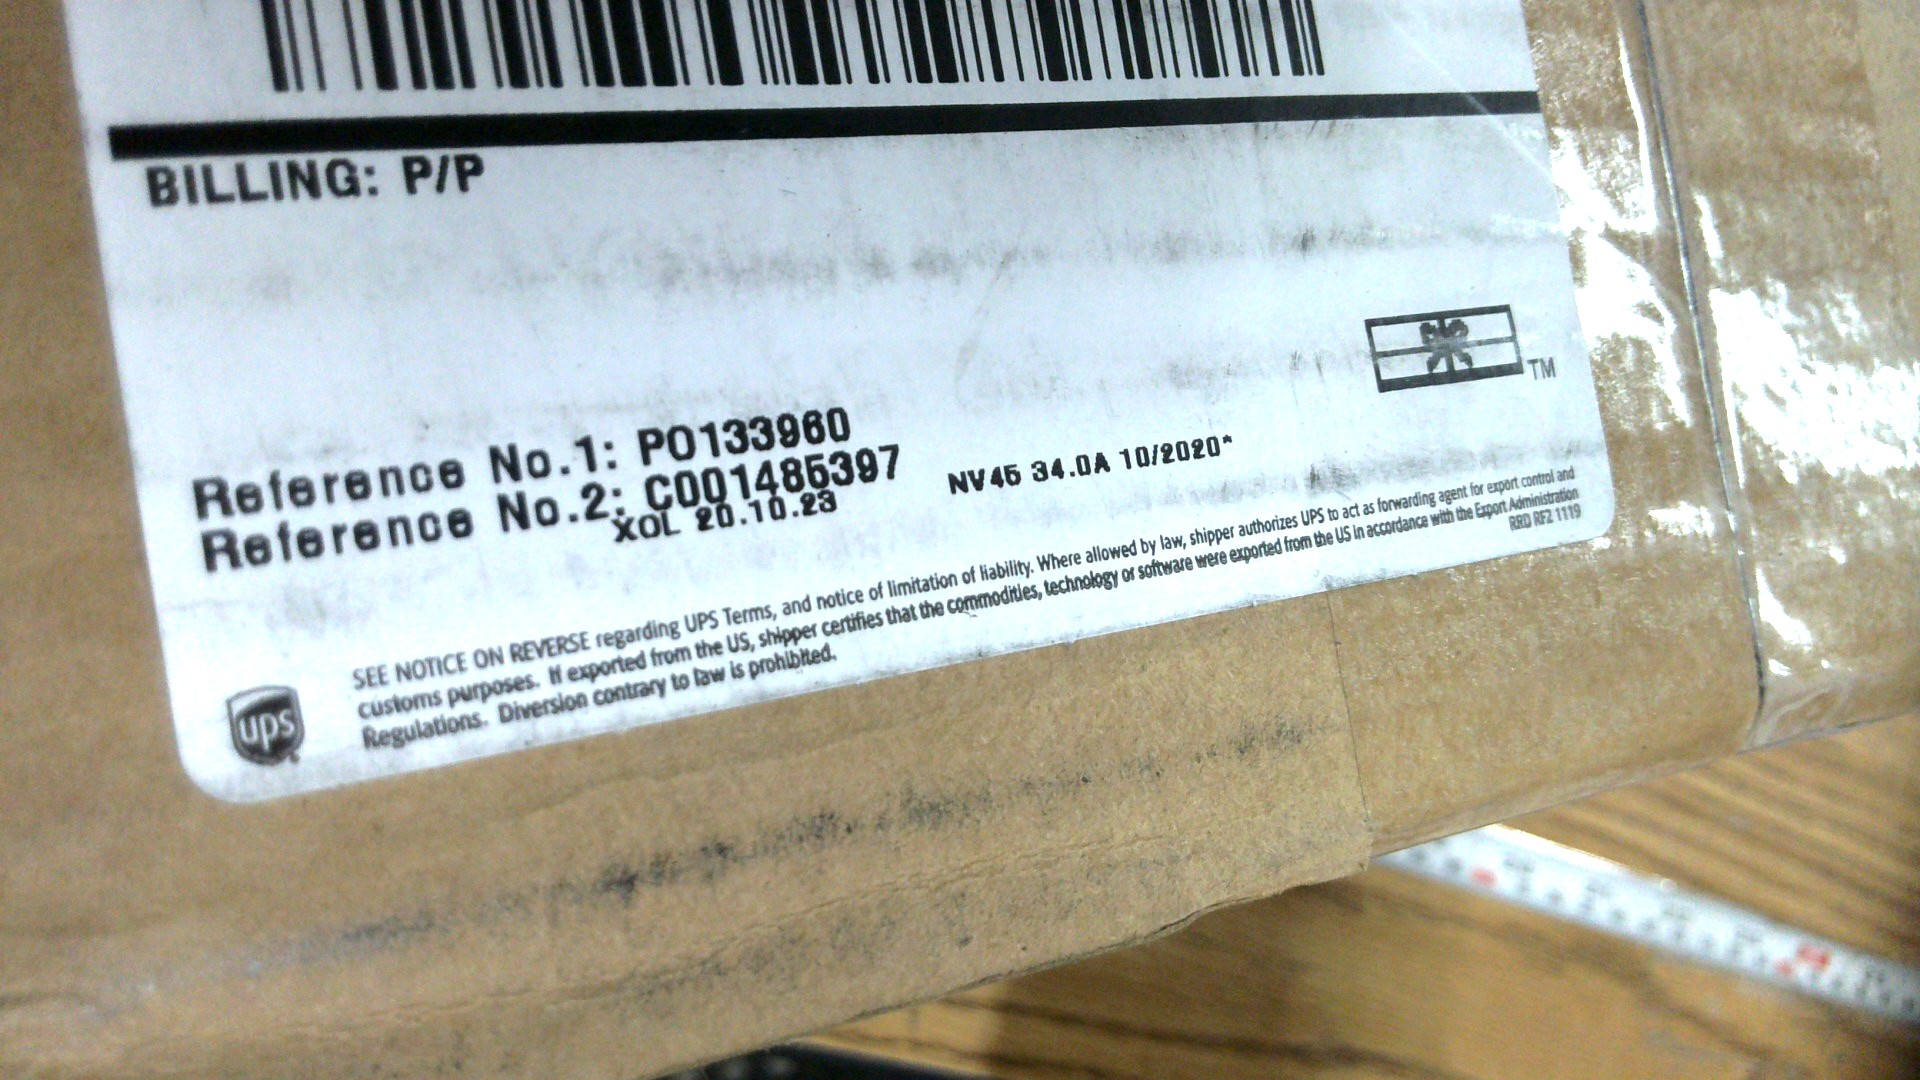 BILLING: P/P
TM
Reference No.1: PO133960
Reference No.2: C001485397
XOL 20.10.23
NV45 34.0A 10/2020*
SEE NOTICE ON REVERSE regarding UPS Terms, and notice of limitation of liability. Where allowed by law, shipper authorizes UPS to act as forwarding agent for export control and
customs purposes. If exported from the US, shipper certifies that the commodities, technology or software were exported from the US in accordance with the Export Administration
Regulations. Diversion contrary to law is prohibited.
RRD RF2 1119
ups